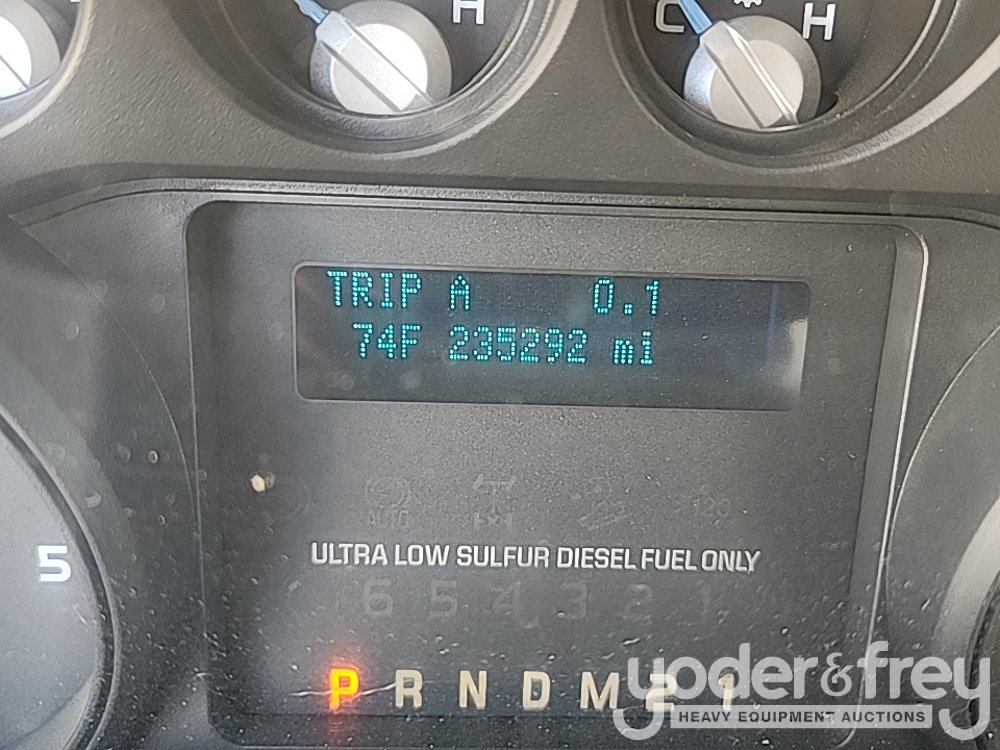 H
C H
TRIP A 0.1
74F 235292 mi
ULTRA LOW SULFUR DIESEL FUEL ONLY
5
6 5 4 3 2 1
P R N D M 2 1
yoder&frey
HEAVY EQUIPMENT AUCTIONS